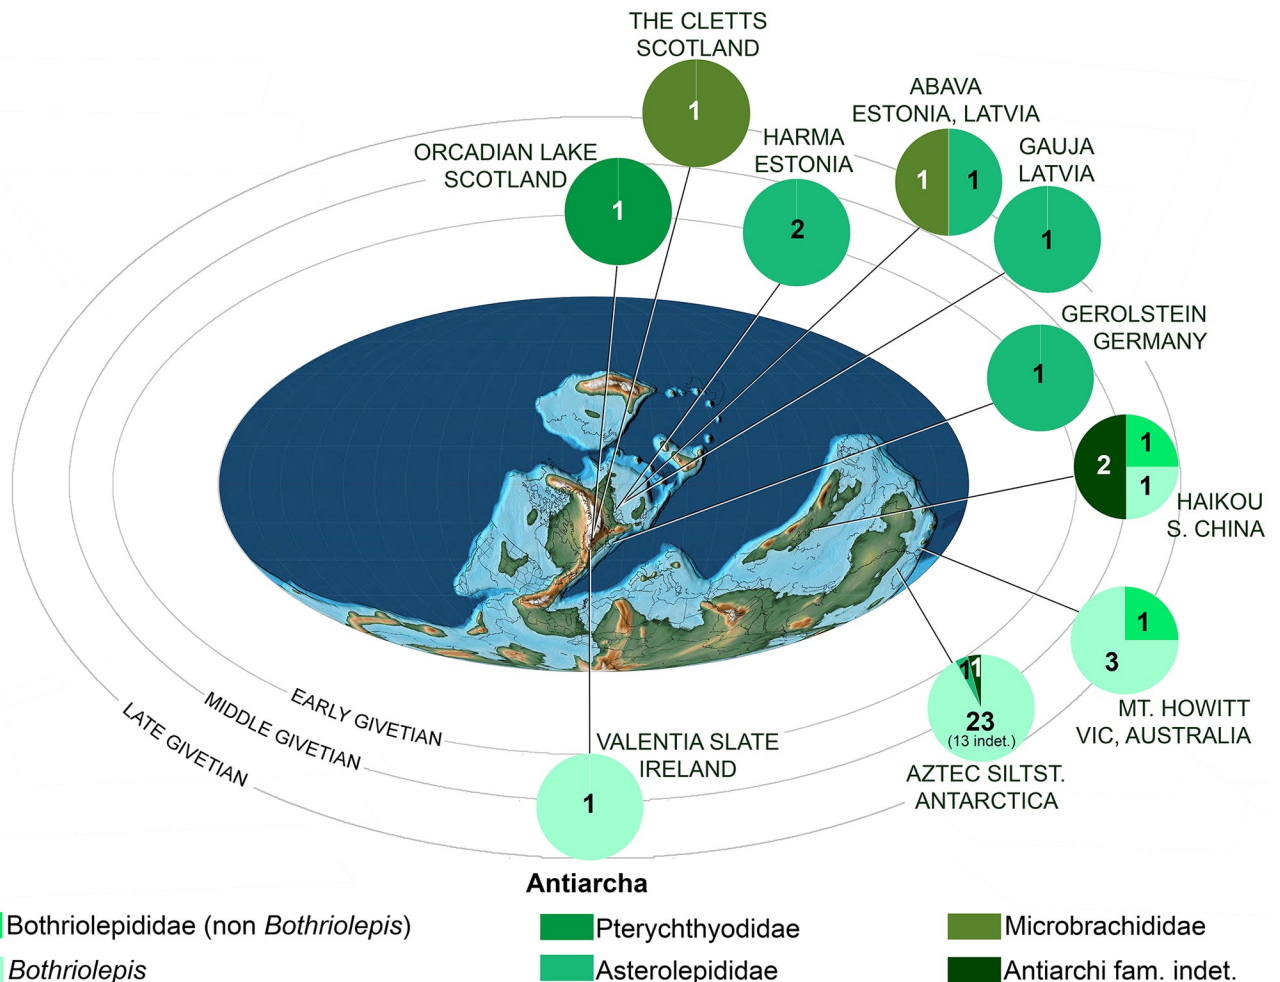 THE CLETTS
SCOTLAND
1
ABAVA
ESTONIA, LATVIA
1
1
HARMA
ESTONIA
2
GAUJA
LATVIA
1
ORCADIAN LAKE
SCOTLAND
1
GEROLSTEIN
GERMANY
1
2
1
1
HAIKOU
S. CHINA
1
3
MT. HOWITT
VIC, AUSTRALIA
1
1
23
(13 indet.)
AZTEC SILTST.
ANTARCTICA
EARLY GIVETIAN
MIDDLE GIVETIAN
LATE GIVETIAN
VALENTIA SLATE
IRELAND
1
Antiarcha
Bothriolepididae (non Bothriolepis)
Bothriolepis
Pterychthyodidae
Asterolepididae
Microbrachididae
Antiarchi fam. indet.